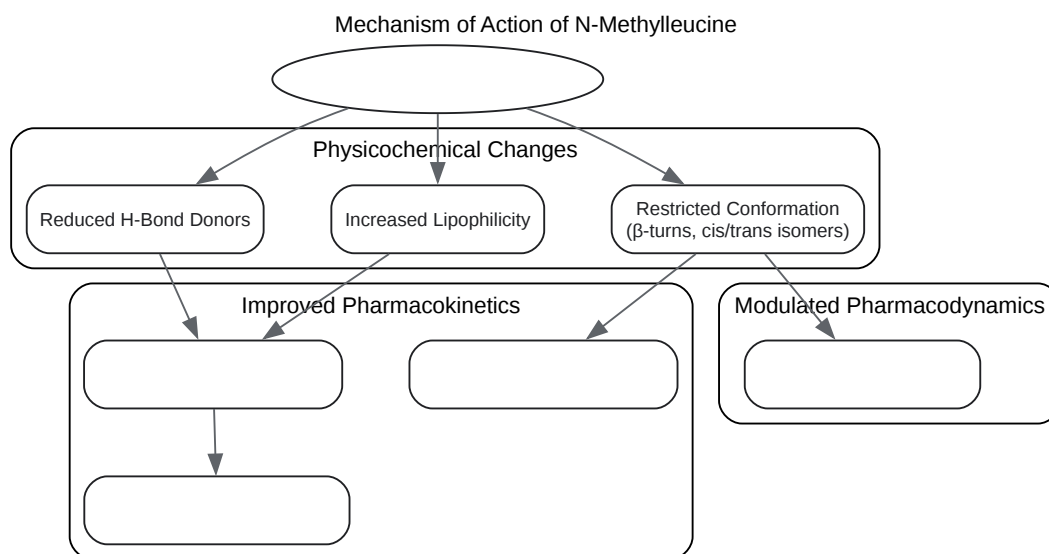 Mechanism of Action of N-Methylleucine
Physicochemical Changes
Reduced H-Bond Donors
Increased Lipophilicity
Restricted Conformation
(β-turns, cis/trans isomers)
Improved Pharmacokinetics
Modulated Pharmacodynamics